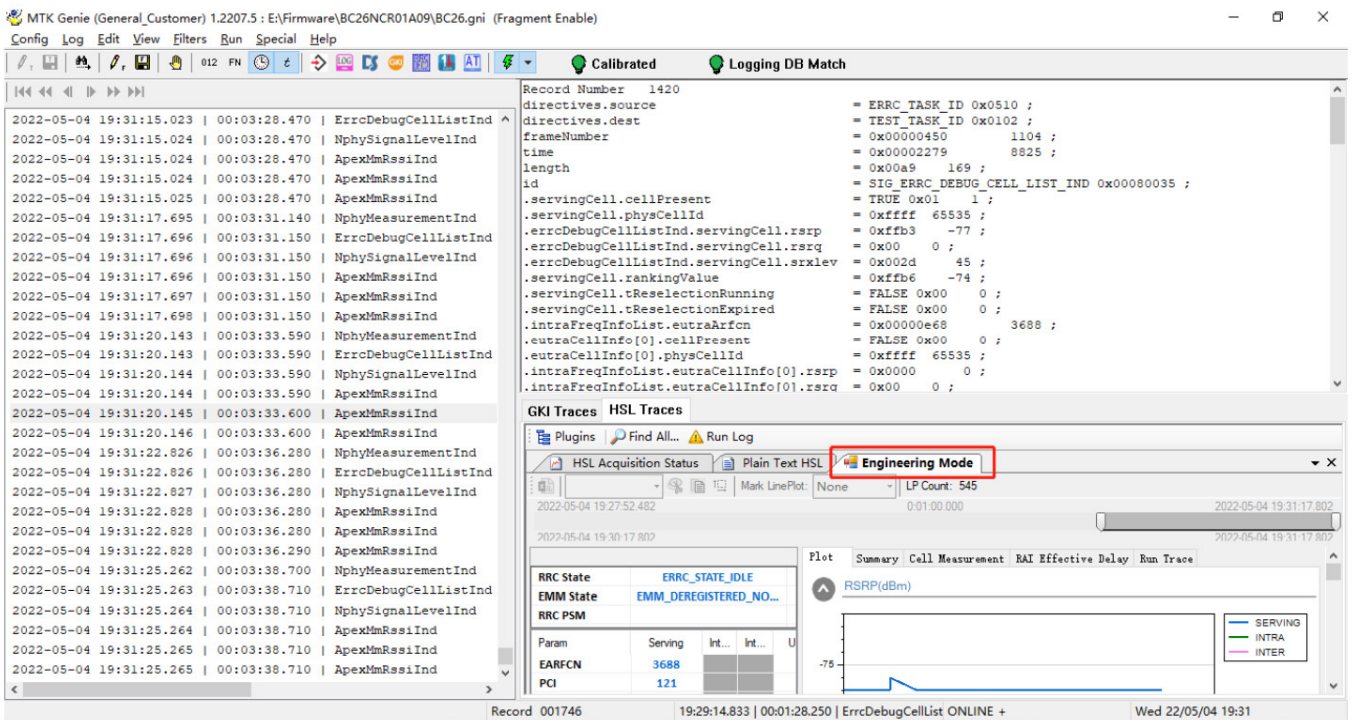 MTK Genie (General_Customer) 1.2207.5 : E:\Firmware\BC26NCR01A09\BC26.gni (Fragment Enable)
Config Log Edit View Filters Run Special Help
012 FN t LOG AT Calibrated Logging DB Match
2022-05-04 19:31:15.023 | 00:03:28.470 | ErrcDebugCellListInd
2022-05-04 19:31:15.024 | 00:03:28.470 | NphySignalLevelInd
2022-05-04 19:31:15.024 | 00:03:28.470 | ApexMmRssiInd
2022-05-04 19:31:15.024 | 00:03:28.470 | ApexMmRssiInd
2022-05-04 19:31:15.025 | 00:03:28.470 | ApexMmRssiInd
2022-05-04 19:31:17.695 | 00:03:31.140 | NphyMeasurementInd
2022-05-04 19:31:17.696 | 00:03:31.150 | ErrcDebugCellListInd
2022-05-04 19:31:17.696 | 00:03:31.150 | NphySignalLevelInd
2022-05-04 19:31:17.696 | 00:03:31.150 | ApexMmRssiInd
2022-05-04 19:31:17.697 | 00:03:31.150 | ApexMmRssiInd
2022-05-04 19:31:17.698 | 00:03:31.150 | ApexMmRssiInd
2022-05-04 19:31:20.143 | 00:03:33.590 | NphyMeasurementInd
2022-05-04 19:31:20.143 | 00:03:33.590 | ErrcDebugCellListInd
2022-05-04 19:31:20.144 | 00:03:33.590 | NphySignalLevelInd
2022-05-04 19:31:20.144 | 00:03:33.590 | ApexMmRssiInd
2022-05-04 19:31:20.145 | 00:03:33.600 | ApexMmRssiInd
2022-05-04 19:31:20.146 | 00:03:33.600 | ApexMmRssiInd
2022-05-04 19:31:22.826 | 00:03:36.280 | NphyMeasurementInd
2022-05-04 19:31:22.826 | 00:03:36.280 | ErrcDebugCellListInd
2022-05-04 19:31:22.827 | 00:03:36.280 | NphySignalLevelInd
2022-05-04 19:31:22.828 | 00:03:36.280 | ApexMmRssiInd
2022-05-04 19:31:22.828 | 00:03:36.280 | ApexMmRssiInd
2022-05-04 19:31:22.828 | 00:03:36.290 | ApexMmRssiInd
2022-05-04 19:31:25.262 | 00:03:38.700 | NphyMeasurementInd
2022-05-04 19:31:25.263 | 00:03:38.710 | ErrcDebugCellListInd
2022-05-04 19:31:25.264 | 00:03:38.710 | NphySignalLevelInd
2022-05-04 19:31:25.264 | 00:03:38.710 | ApexMmRssiInd
2022-05-04 19:31:25.265 | 00:03:38.710 | ApexMmRssiInd
2022-05-04 19:31:25.265 | 00:03:38.710 | ApexMmRssiInd
Record Number 1420
directives.source = ERRC_TASK_ID 0x0510 ;
directives.dest = TEST_TASK_ID 0x0102 ;
frameNumber = 0x00000450 1104 ;
time = 0x00002279 8825 ;
length = 0x00a9 169 ;
id = SIG_ERRC_DEBUG_CELL_LIST_IND 0x00080035 ;
.servingCell.cellPresent = TRUE 0x01 1 ;
.servingCell.physCellId = 0xffff 65535 ;
.errcDebugCellListInd.servingCell.rsrp = 0xffb3 -77 ;
.errcDebugCellListInd.servingCell.rsrq = 0x00 0 ;
.errcDebugCellListInd.servingCell.srxlev = 0x002d 45 ;
.servingCell.rankingValue = 0xffb6 -74 ;
.servingCell.tReselectionRunning = FALSE 0x00 0 ;
.servingCell.tReselectionExpired = FALSE 0x00 0 ;
.intraFreqInfoList.eutraArfcn = 0x00000e68 3688 ;
.eutraCellInfo[0].cellPresent = FALSE 0x00 0 ;
.eutraCellInfo[0].physCellId = 0xffff 65535 ;
.intraFreqInfoList.eutraCellInfo[0].rsrp = 0x0000 0 ;
.intraFreqInfoList.eutraCellInfo[0].rsrq = 0x00 0 ;
GKI Traces HSL Traces
Plugins Find All... Run Log
HSL Acquisition Status Plain Text HSL Engineering Mode
Mark LinePlot: None LP Count: 545
2022-05-04 19:27:52.482 0:01:00.000 2022-05-04 19:31:17.802
2022-05-04 19:30:17.802 2022-05-04 19:31:17.802
RRC State ERRC_STATE_IDLE
EMM State EMM_DEREGISTERED_NO...
RRC PSM
Param Serving Int... Int... U
EARFCN 3688
PCI 121
Plot Summary Cell Measurement RAI Effective Delay Run Trace
RSRP(dBm)
-75
SERVING
INTRA
INTER
Record 001746 19:29:14.833 | 00:01:28.250 | ErrcDebugCellList ONLINE + Wed 22/05/04 19:31